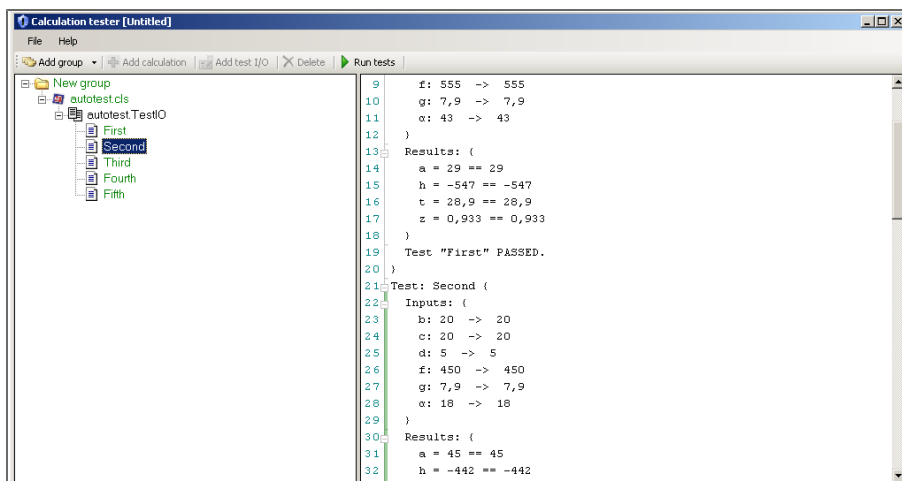 Calculation tester [Untitled]
File Help
Add group Add calculation Add test I/O Delete Run tests
New group
autotest.cls
autotest.TestIO
First
Second
Third
Fourth
Fifth
9 f: 555 -> 555
10 g: 7,9 -> 7,9
11 α: 43 -> 43
12 }
13 Results: {
14 a = 29 == 29
15 h = -547 == -547
16 t = 28,9 == 28,9
17 z = 0,933 == 0,933
18 }
19 Test "First" PASSED.
20 }
21 Test: Second {
22 Inputs: {
23 b: 20 -> 20
24 c: 20 -> 20
25 d: 5 -> 5
26 f: 450 -> 450
27 g: 7,9 -> 7,9
28 α: 18 -> 18
29 }
30 Results: {
31 a = 45 == 45
32 h = -442 == -442